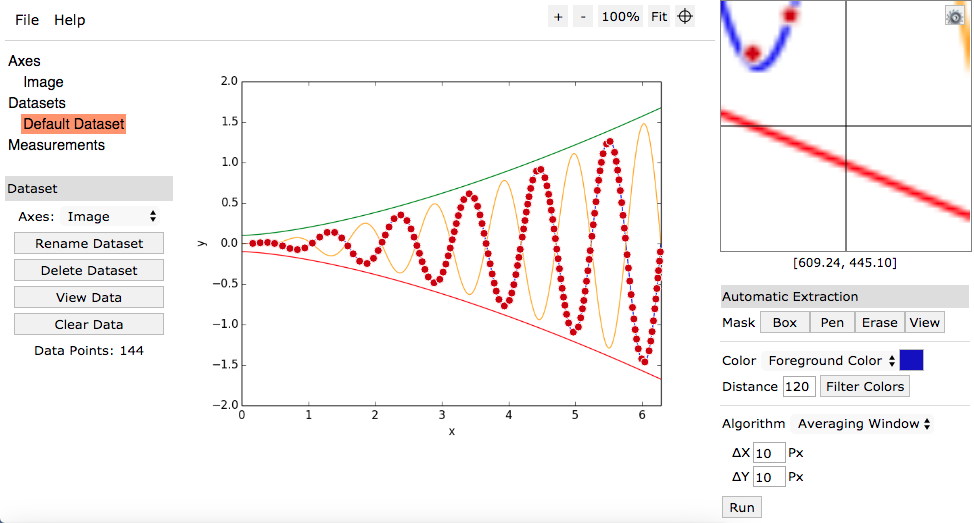 File Help
+ - 100% Fit
Axes
Image
Datasets
Default Dataset
Measurements
Dataset
Axes: Image
Rename Dataset
Delete Dataset
View Data
Clear Data
Data Points: 144
2.0
1.5
1.0
0.5
0.0
−0.5
−1.0
−1.5
−2.0
y
0 1 2 3 4 5 6
x
[609.24, 445.10]
Automatic Extraction
Mask Box Pen Erase View
Color Foreground Color
Distance 120 Filter Colors
Algorithm Averaging Window
ΔX 10 Px
ΔY 10 Px
Run